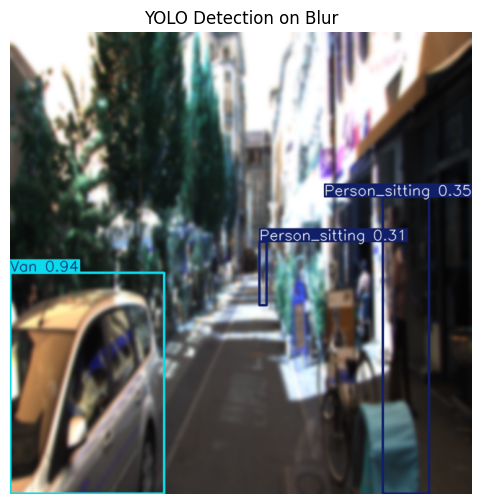 YOLO Detection on Blur
Person_sitting 0.35
Person_sitting 0.31
Van 0.94